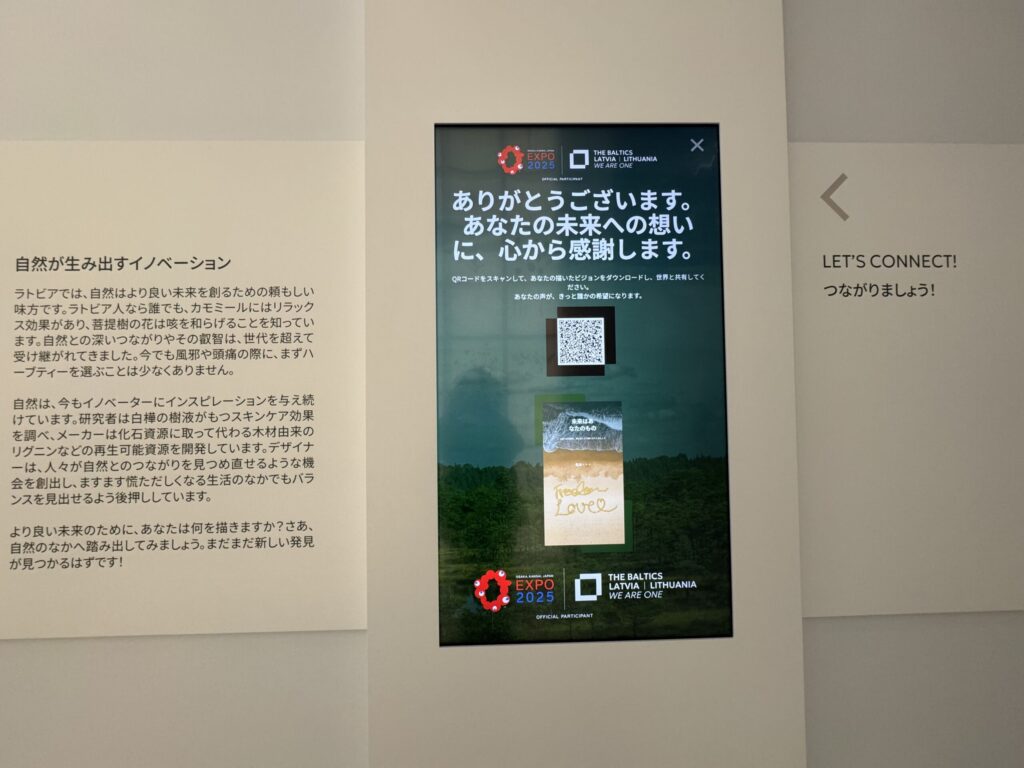 自然が生み出すイノベーション
ラトビアでは、自然はより良い未来を創るための頼もしい
味方です。ラトビア人なら誰でも、カモミールにはリラック
ス効果があり、菩提樹の花は咳を和らげることを知ってい
ます。自然との深いつながりやその叡智は、世代を超えて
受け継がれてきました。今でも風邪や頭痛の際に、まずハ
ーブティーを選ぶことは少なくありません。
自然は、今もイノベーターにインスピレーションを与え続
けています。研究者は白樺の樹液がもつスキンケア効果
を調べ、メーカーは化石資源に取って代わる木材由来の
リグニンなどの再生可能資源を開発しています。デザイナ
ーは、人々が自然とのつながりを見つめ直せるような機
会を創出し、ますます慌ただしくなる生活のなかでもバラ
ンスを見出せるよう後押ししています。
より良い未来のために、あなたは何を描きますか？さあ、
自然のなかへ踏み出してみましょう。まだまだ新しい発見
が見つかるはずです！
EXPO
2025
THE BALTICS
LATVIA | LITHUANIA
WE ARE ONE
OFFICIAL PARTICIPANT
ありがとうございます。
あなたの未来への想い
に、心から感謝します。
QRコードをスキャンして、あなたの描いたビジョンをダウンロードし、世界と共有してく
ださい。
あなたの声が、きっと誰かの希望になります。
未来はあ
なたのもの
Freedom
Love
OSAKA, KANSAI, JAPAN
EXPO
2025
THE BALTICS
LATVIA | LITHUANIA
WE ARE ONE
OFFICIAL PARTICIPANT
LET'S CONNECT!
つながりましょう！